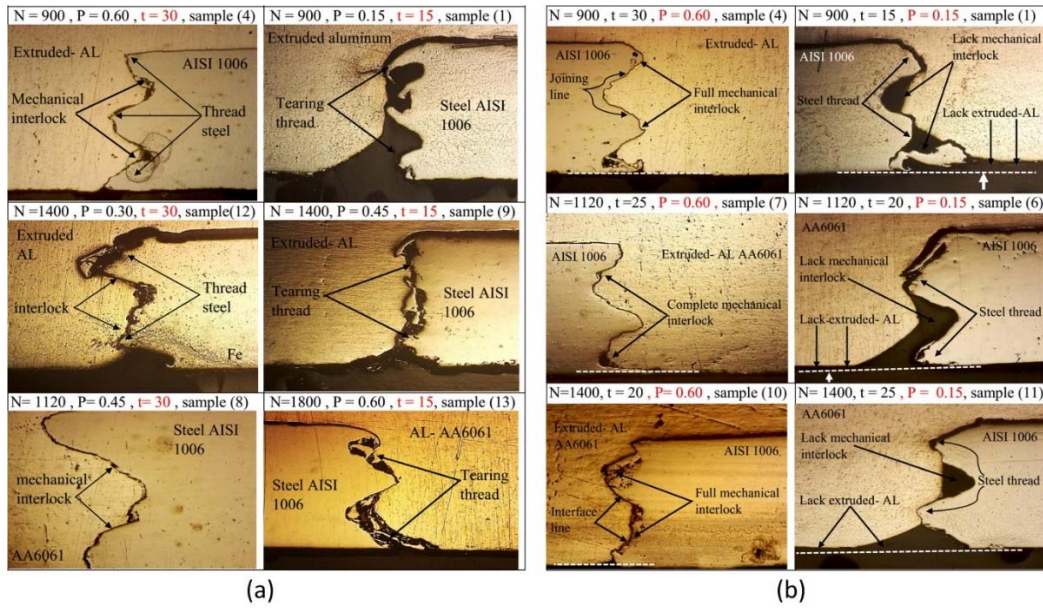 N = 900 , P = 0.60 , t = 30, sample (4)
Extruded- AL
AISI 1006
Mechanical
interlock
Thread
steel
N = 900, P = 0.15 , t = 15, sample (1)
Extruded aluminum
Tearing
thread
Steel AISI
1006
N =1400 , P = 0.30, t = 30, sample(12)
Extruded
AL
interlock
Thread
steel
Fe
N = 1400, P = 0.45 , t = 15, sample (9)
Extruded- AL
Tearing
thread
Steel AISI
1006
N= 1120 , P= 0.45 , t= 30, sample (8)
Steel AISI
1006
mechanical
interlock
AA6061
N=1800 , P= 0.60 , t = 15, sample (13)
AL- AA6061
Steel AISI
1006
Tearing
thread
(a)
N = 900 , t = 30 , P = 0.60 , sample (4)
AISI 1006
Extruded-AL
Joining
line
Full mechanical
interlock
N = 900 , t = 15, P = 0.15 , sample (1)
Lack mechanical
interlock
AISI 1006
Steel thread
Lack extruded-AL
N =1120 , t =25 , P = 0.60, sample (7)
AISI 1006
Extruded- AL AA6061
Complete mechanical
interlock
N = 1120 , t = 20 , P = 0.15 , sample (6)
AA6061
AISI 1006
Lack mechanical
interlock
Steel thread
Lack-extruded- AL
N=1400, t = 20 , P= 0.60, sample (10)
Extruded- AL
AA6061
AISI 1006
Interface
line
Full mechanical
interlock
N = 1400, t = 25 , P = 0.15, sample (11)
AA6061
Lack mechanical
interlock
AISI 1006
Steel thread
Lack extruded- AL
(b)